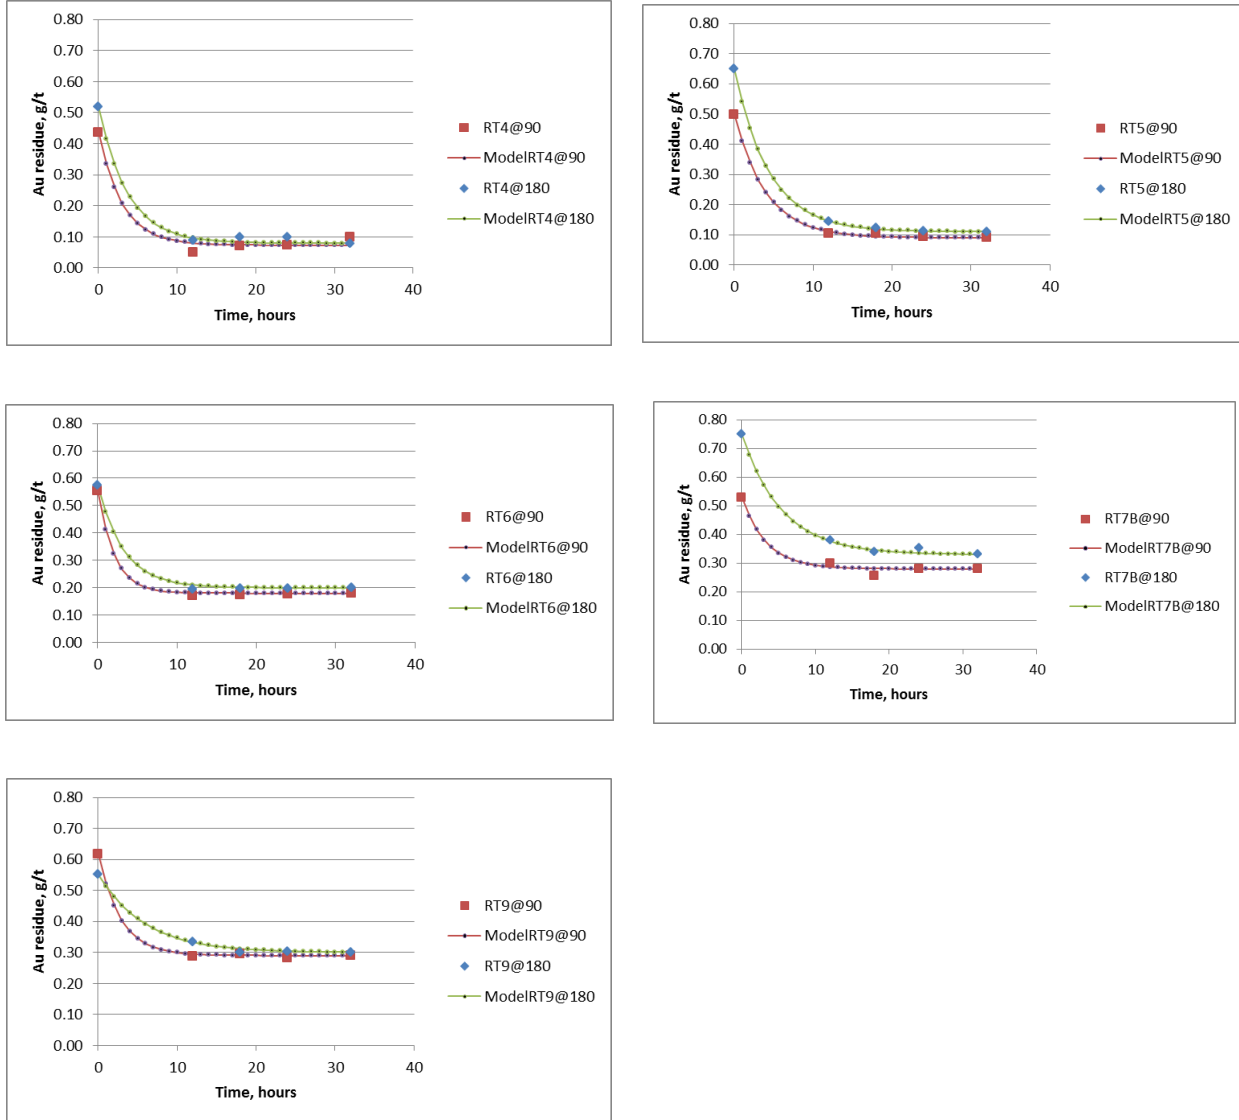 0.80
0.70
0.60
0.50
0.40
0.30
0.20
0.10
0.00
0 10 20 30 40
Au residue, g/t
Time, hours
RT4@90
ModelRT4@90
RT4@180
ModelRT4@180
0.80
0.70
0.60
0.50
0.40
0.30
0.20
0.10
0.00
0 10 20 30 40
Au residue, g/t
Time, hours
RT5@90
ModelRT5@90
RT5@180
ModelRT5@180
0.80
0.70
0.60
0.50
0.40
0.30
0.20
0.10
0.00
0 10 20 30 40
Au residue, g/t
Time, hours
RT6@90
ModelRT6@90
RT6@180
ModelRT6@180
0.80
0.70
0.60
0.50
0.40
0.30
0.20
0.10
0.00
0 10 20 30 40
Au residue, g/t
Time, hours
RT7B@90
ModelRT7B@90
RT7B@180
ModelRT7B@180
0.80
0.70
0.60
0.50
0.40
0.30
0.20
0.10
0.00
0 10 20 30 40
Au residue, g/t
Time, hours
RT9@90
ModelRT9@90
RT9@180
ModelRT9@180